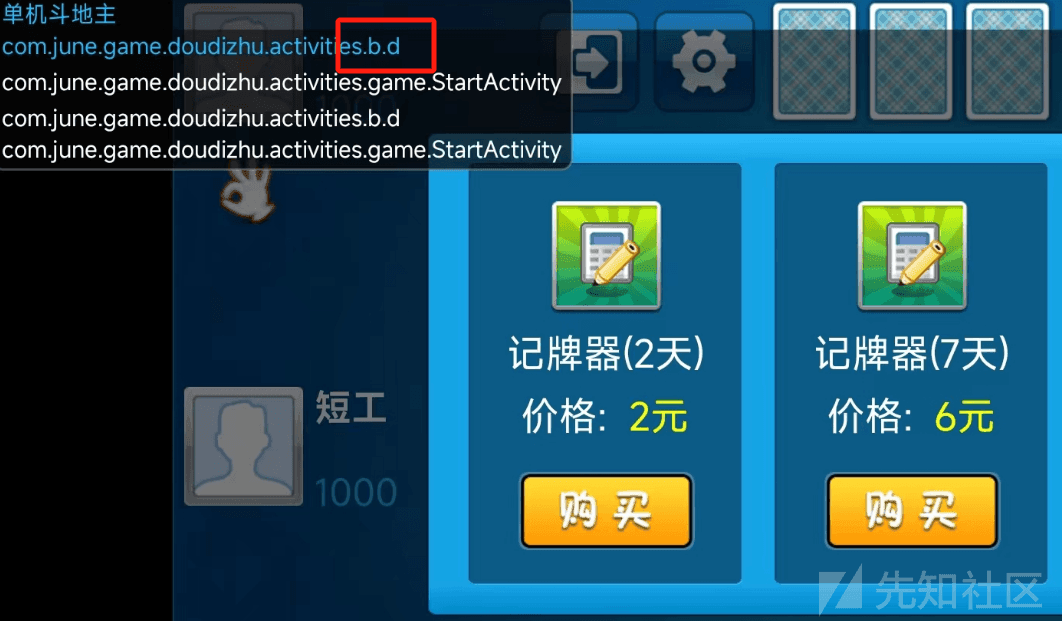 单机斗地主
com.june.game.doudizhu.activities.b.d
com.june.game.doudizhu.activities.game.StartActivity
com.june.game.doudizhu.activities.b.d
com.june.game.doudizhu.activities.game.StartActivity
1000
记牌器(2天)
价格: 2元
购买
记牌器(7天)
价格: 6元
购买
短工
1000
先知社区